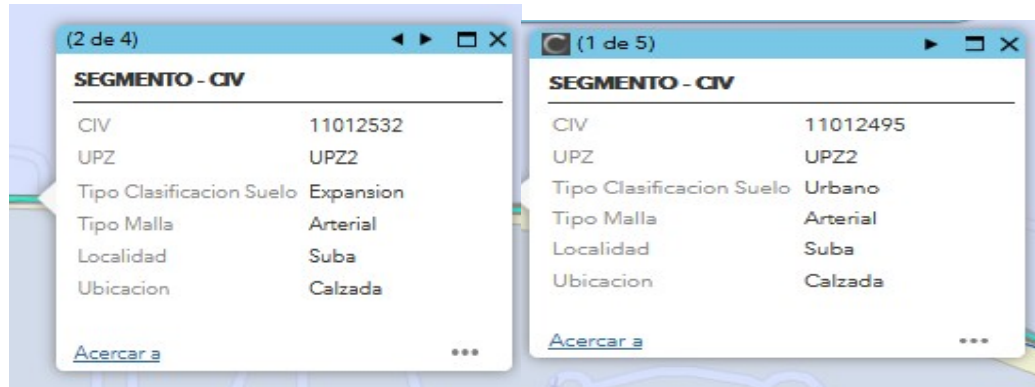 (2 de 4)
SEGMENTO - CIV
CIV 11012532
UPZ UPZ2
Tipo Clasificacion Suelo Expansion
Tipo Malla Arterial
Localidad Suba
Ubicacion Calzada
Acercar a
(1 de 5)
SEGMENTO - CIV
CIV 11012495
UPZ UPZ2
Tipo Clasificacion Suelo Urbano
Tipo Malla Arterial
Localidad Suba
Ubicacion Calzada
Acercar a